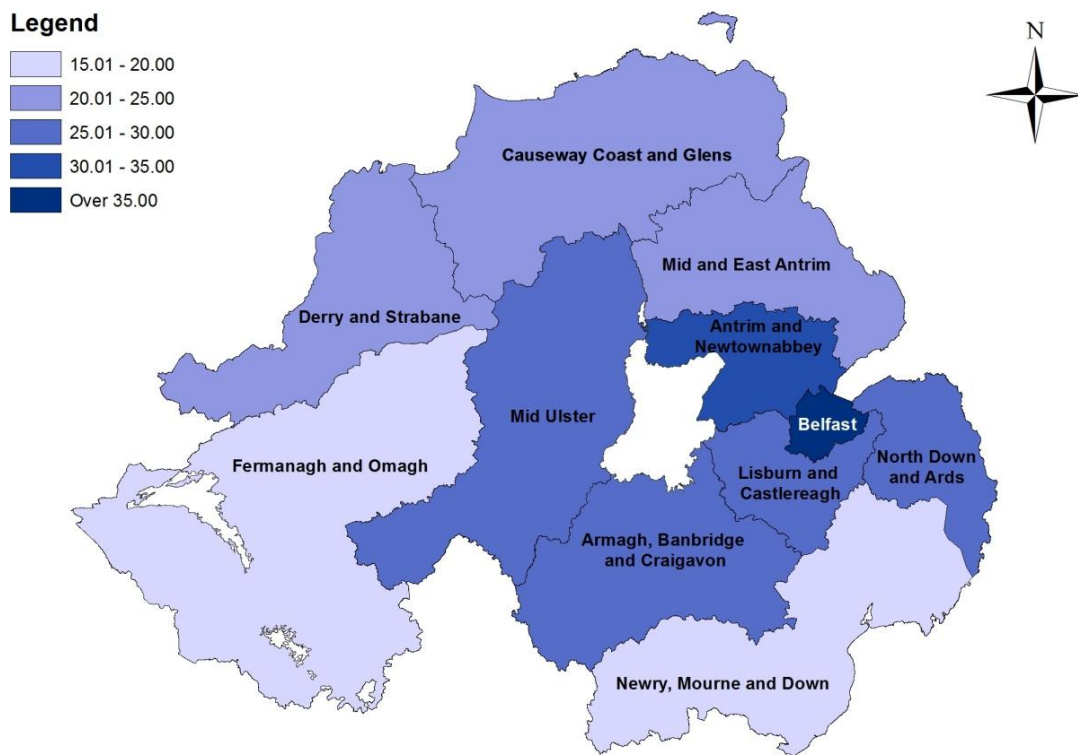 Legend
15.01 - 20.00
20.01 - 25.00
25.01 - 30.00
30.01 - 35.00
Over 35.00
N
Causeway Coast and Glens
Mid and East Antrim
Derry and Strabane
Antrim and
Newtownabbey
Mid Ulster
Belfast
Fermanagh and Omagh
Lisburn and
Castlereagh
North Down
and Ards
Armagh, Banbridge
and Craigavon
Newry, Mourne and Down